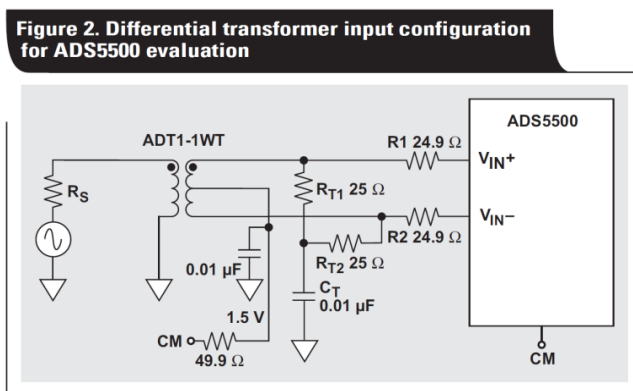 Figure 2. Differential transformer input configuration
for ADS5500 evaluation
ADS5500
ADT1-1WT
R1 24.9 Ω
VIN+
RS
RT1 25 Ω
VIN–
R2 24.9 Ω
RT2 25 Ω
0.01 µF
CT
0.01 µF
1.5 V
CM
49.9 Ω
CM